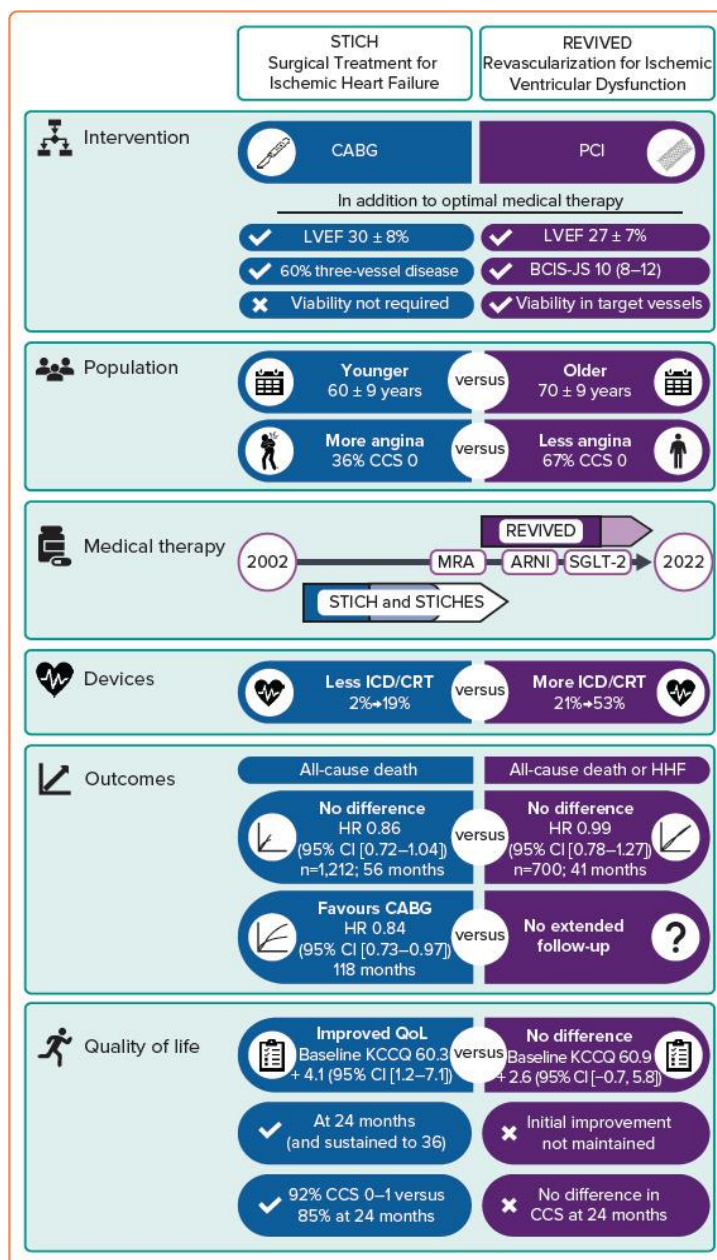 STICH
Surgical Treatment for
Ischemic Heart Failure
REVIVED
Revascularization for Ischemic
Ventricular Dysfunction
Intervention
CABG
PCI
In addition to optimal medical therapy
LVEF 30 ± 8%
LVEF 27 ± 7%
60% three-vessel disease
BCIS-JS 10 (8–12)
Viability not required
Viability in target vessels
Population
Younger
60 ± 9 years
versus
Older
70 ± 9 years
More angina
36% CCS 0
versus
Less angina
67% CCS 0
Medical therapy
REVIVED
2002
MRA
ARNI
SGLT-2
2022
STICH and STICHES
Devices
Less ICD/CRT
2%➔19%
versus
More ICD/CRT
21%➔53%
Outcomes
All-cause death
All-cause death or HHF
No difference
HR 0.86
(95% CI [0.72–1.04])
n=1,212; 56 months
versus
No difference
HR 0.99
(95% CI [0.78–1.27])
n=700; 41 months
Favours CABG
HR 0.84
(95% CI [0.73–0.97])
118 months
versus
No extended
follow-up
?
Quality of life
Improved QoL
Baseline KCCQ 60.3
+ 4.1 (95% CI [1.2–7.1])
versus
No difference
Baseline KCCQ 60.9
+ 2.6 (95% CI [−0.7, 5.8])
At 24 months
(and sustained to 36)
Initial improvement
not maintained
92% CCS 0–1 versus
85% at 24 months
No difference in
CCS at 24 months